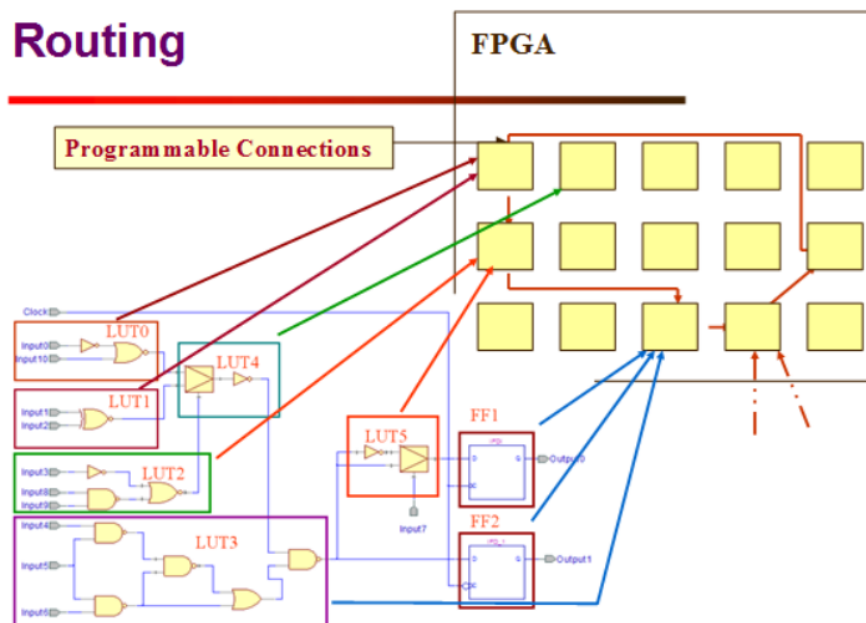 Routing
FPGA
Programmable Connections
Clock
LUT0
Input0
Input10
LUT4
LUT1
Input1
Input2
LUT5
FF1
Output0
LUT2
Input3
Input8
Input9
Input7
FF2
D Q
C
Input4
LUT3
Input5
Output1
Input6